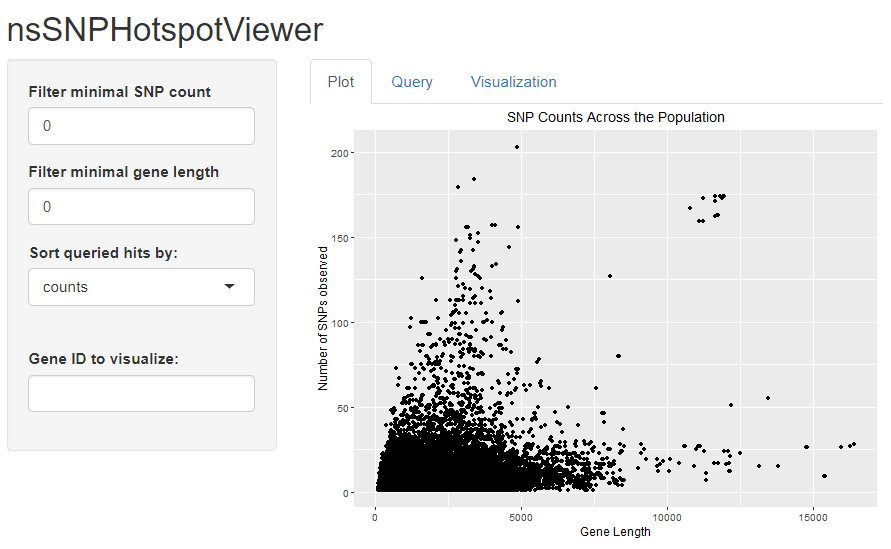 nsSNPHotspotViewer
Filter minimal SNP count
0
Filter minimal gene length
0
Sort queried hits by:
counts
Gene ID to visualize:
Plot Query Visualization
SNP Counts Across the Population
Number of SNPs observed
200
150
100
50
0
0 5000 10000 15000
Gene Length